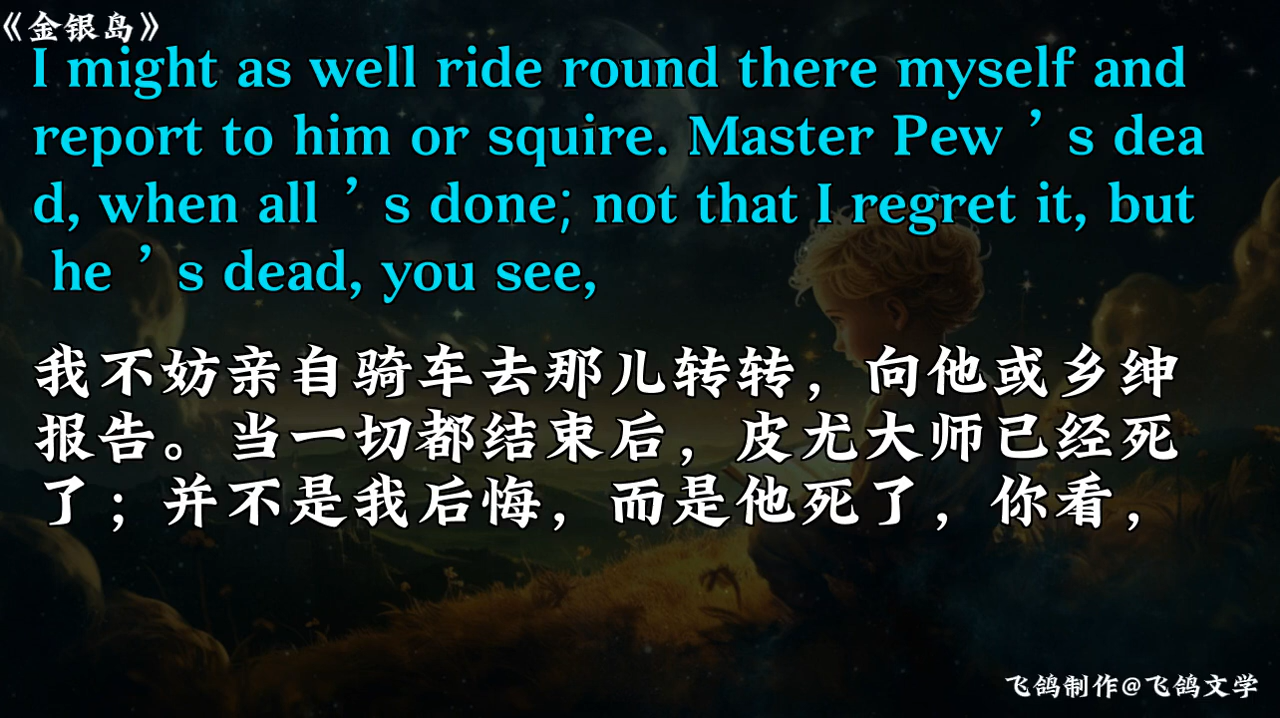 《金银岛》
I might as well ride round there myself and
report to him or squire. Master Pew ’ s dea
d, when all ’ s done; not that I regret it, but
he ’ s dead, you see,
我不妨亲自骑车去那儿转转，向他或乡绅
报告。当一切都结束后，皮尤大师已经死
了；并不是我后悔，而是他死了，你看，
飞鸽制作@飞鸽文学